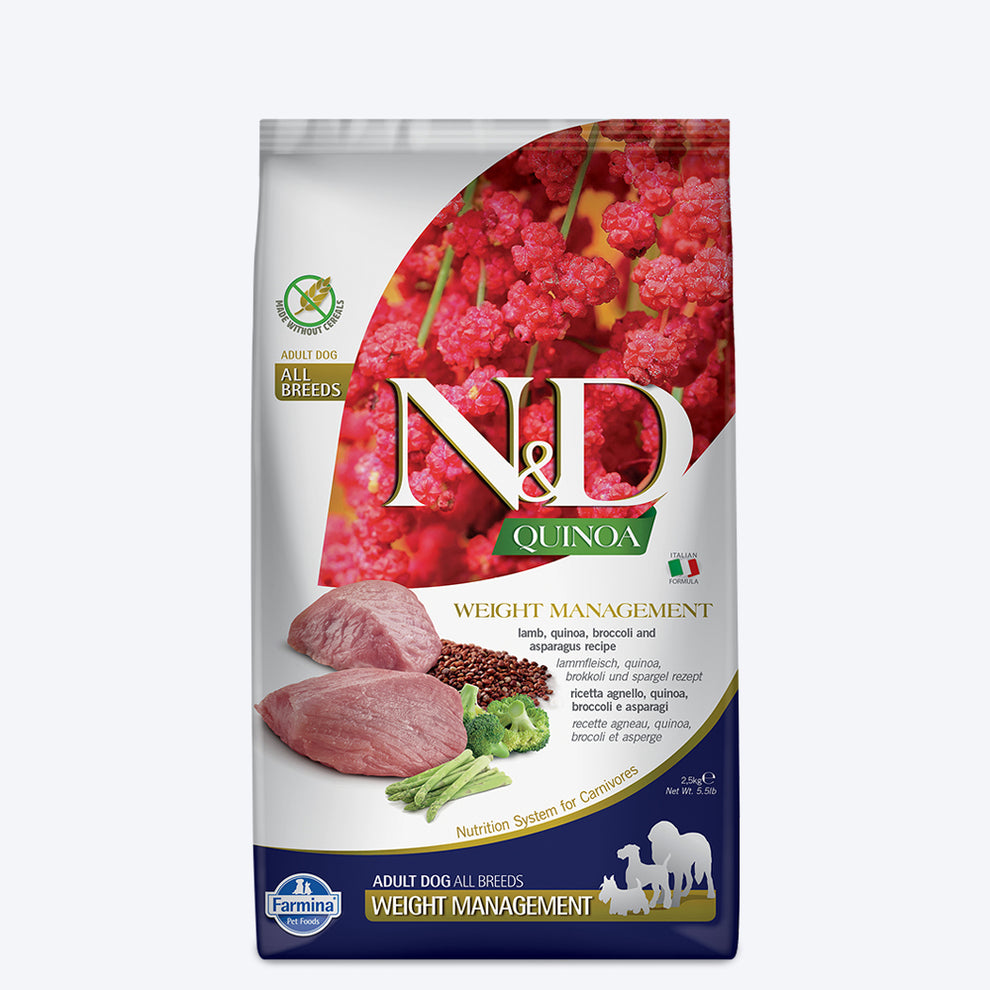 MADE WITHOUT CEREALS
ADULT DOG
ALL
BREEDS
N&D
QUINOA
ITALIAN
FORMULA
WEIGHT MANAGEMENT
lamb, quinoa, broccoli and
asparagus recipe
lammfleisch, quinoa,
brokkoli und spargel rezept
ricetta agnello, quinoa,
broccoli e asparagi
recette agneau, quinoa,
brocoli et asperge
2,5kg e
Net Wt. 5.5lb
Nutrition System for Carnivores
Farmina®
Pet Foods
ADULT DOG ALL BREEDS
WEIGHT MANAGEMENT